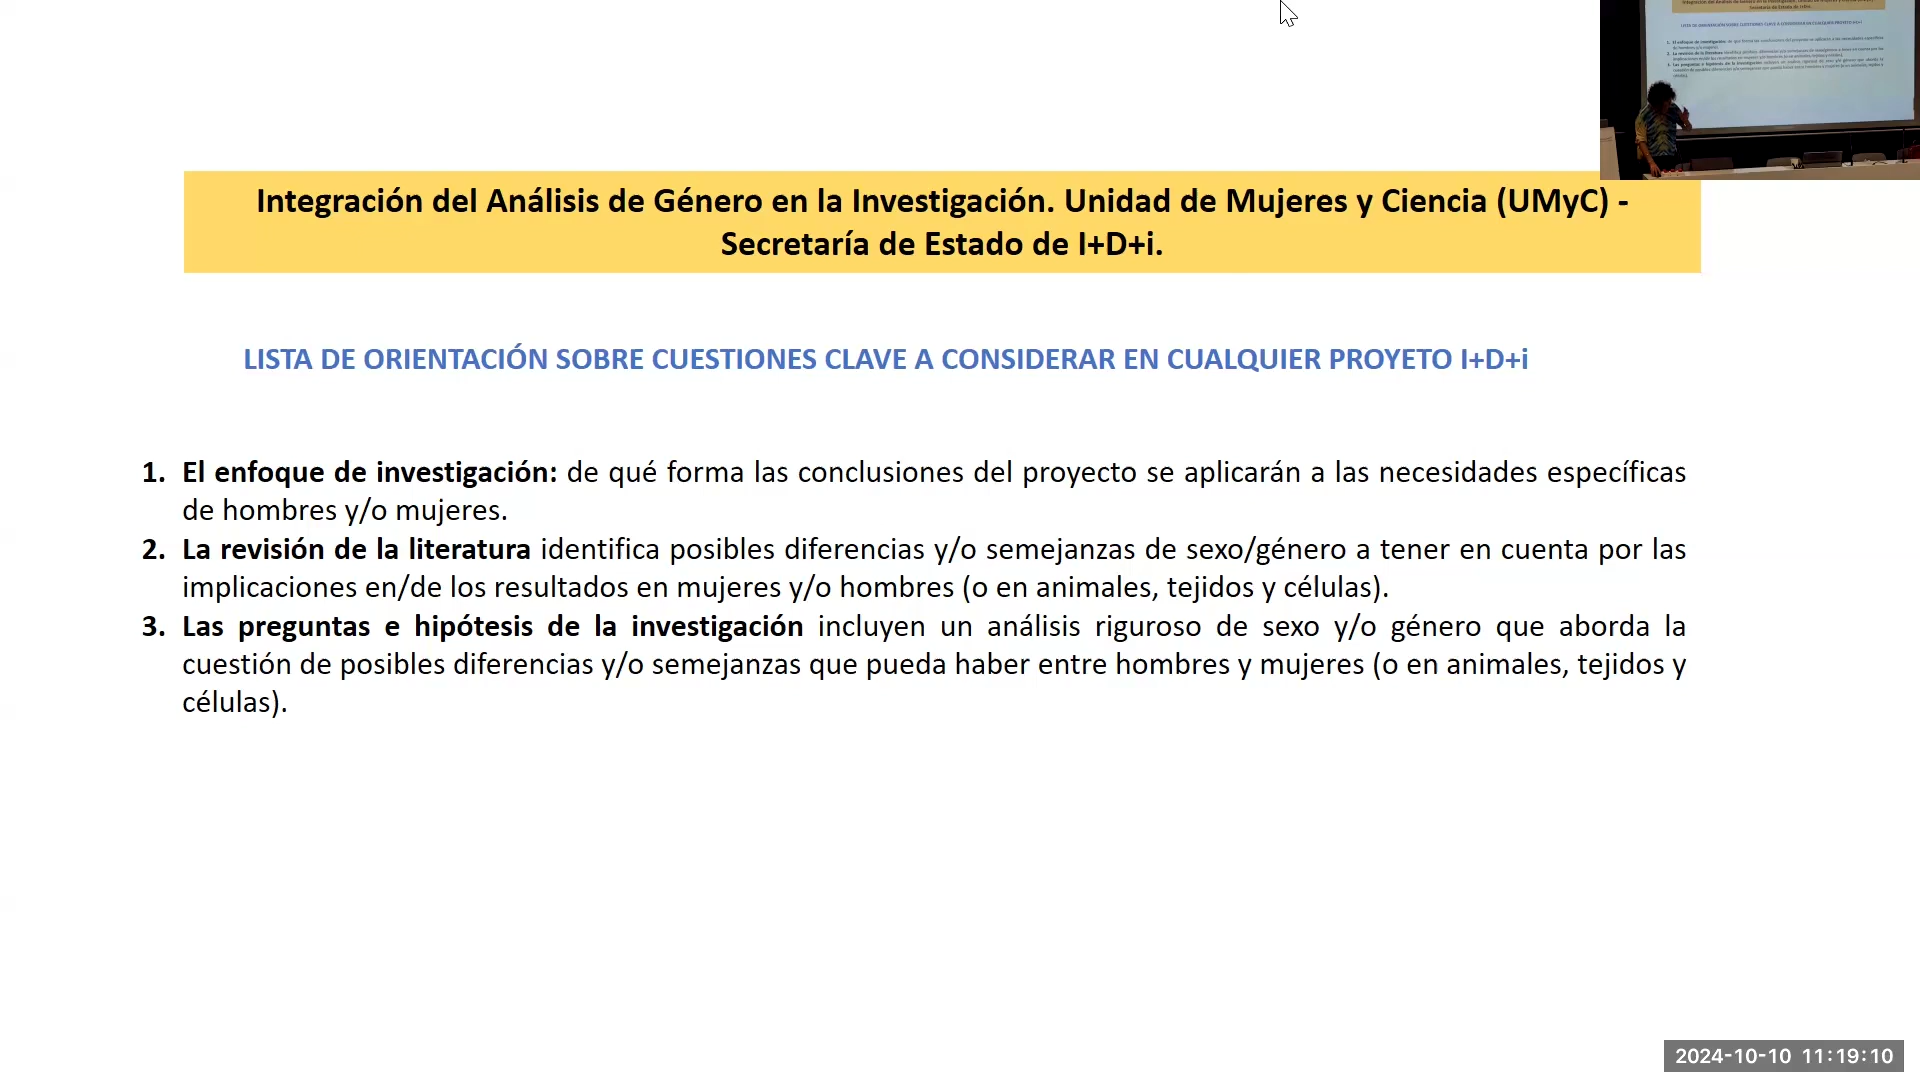 Integración del Análisis de Género en la Investigación. Unidad de Mujeres y Ciencia (UMyC) -
Secretaría de Estado de I+D+i.
LISTA DE ORIENTACIÓN SOBRE CUESTIONES CLAVE A CONSIDERAR EN CUALQUIER PROYETO I+D+i
1. El enfoque de investigación: de qué forma las conclusiones del proyecto se aplicarán a las necesidades específicas
de hombres y/o mujeres.
2. La revisión de la literatura identifica posibles diferencias y/o semejanzas de sexo/género a tener en cuenta por las
implicaciones en/de los resultados en mujeres y/o hombres (o en animales, tejidos y células).
3. Las preguntas e hipótesis de la investigación incluyen un análisis riguroso de sexo y/o género que aborda la
cuestión de posibles diferencias y/o semejanzas que pueda haber entre hombres y mujeres (o en animales, tejidos y
células).
2024-10-10 11:19:10